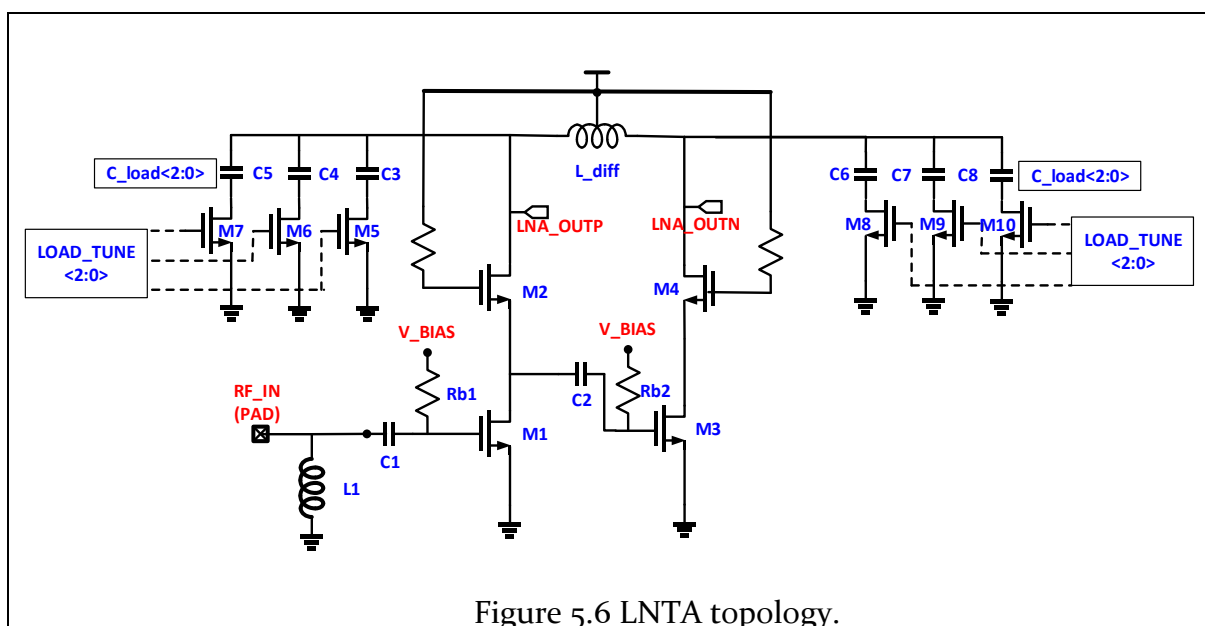 C_load<2:0>
C5
C4
C3
L_diff
C6
C7
C8
C_load<2:0>
LNA_OUTP
LNA_OUTN
M7
M6
M5
M8
M9
M10
LOAD_TUNE
<2:0>
LOAD_TUNE
<2:0>
M2
M4
V_BIAS
V_BIAS
RF_IN
(PAD)
Rb1
C2
Rb2
M1
M3
C1
L1
Figure 5.6 LNTA topology.